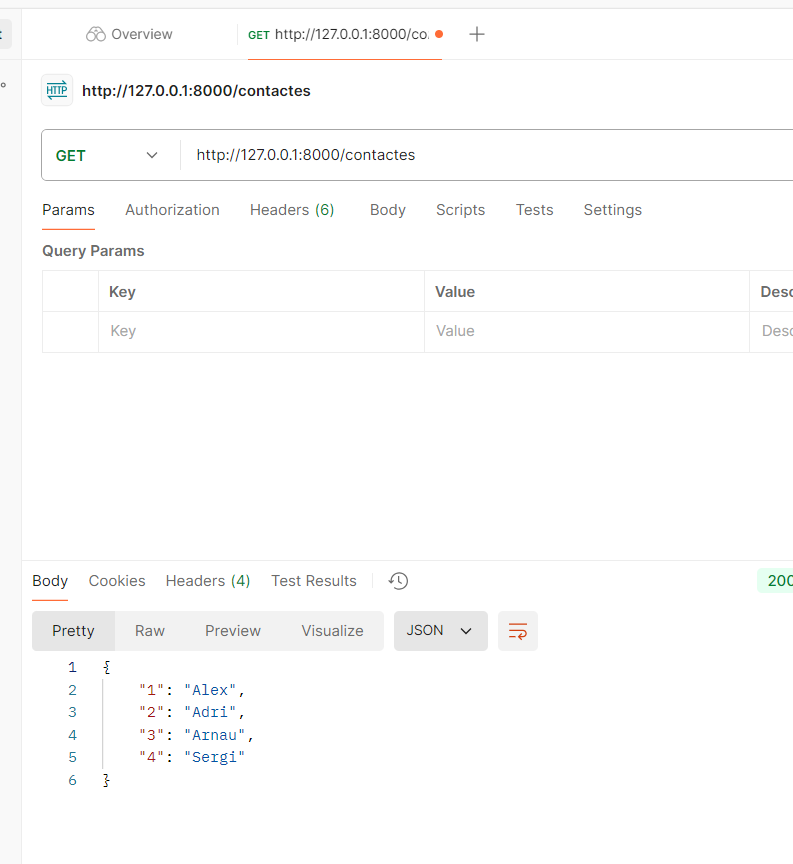 Overview
GET http://127.0.0.1:8000/co.
HTTP http://127.0.0.1:8000/contactes
GET http://127.0.0.1:8000/contactes
Params Authorization Headers (6) Body Scripts Tests Settings
Query Params
Key Value Desc
Key Value Desc
Body Cookies Headers (4) Test Results 200
Pretty Raw Preview Visualize JSON
1 {
2 "1": "Alex",
3 "2": "Adri",
4 "3": "Arnau",
5 "4": "Sergi"
6 }